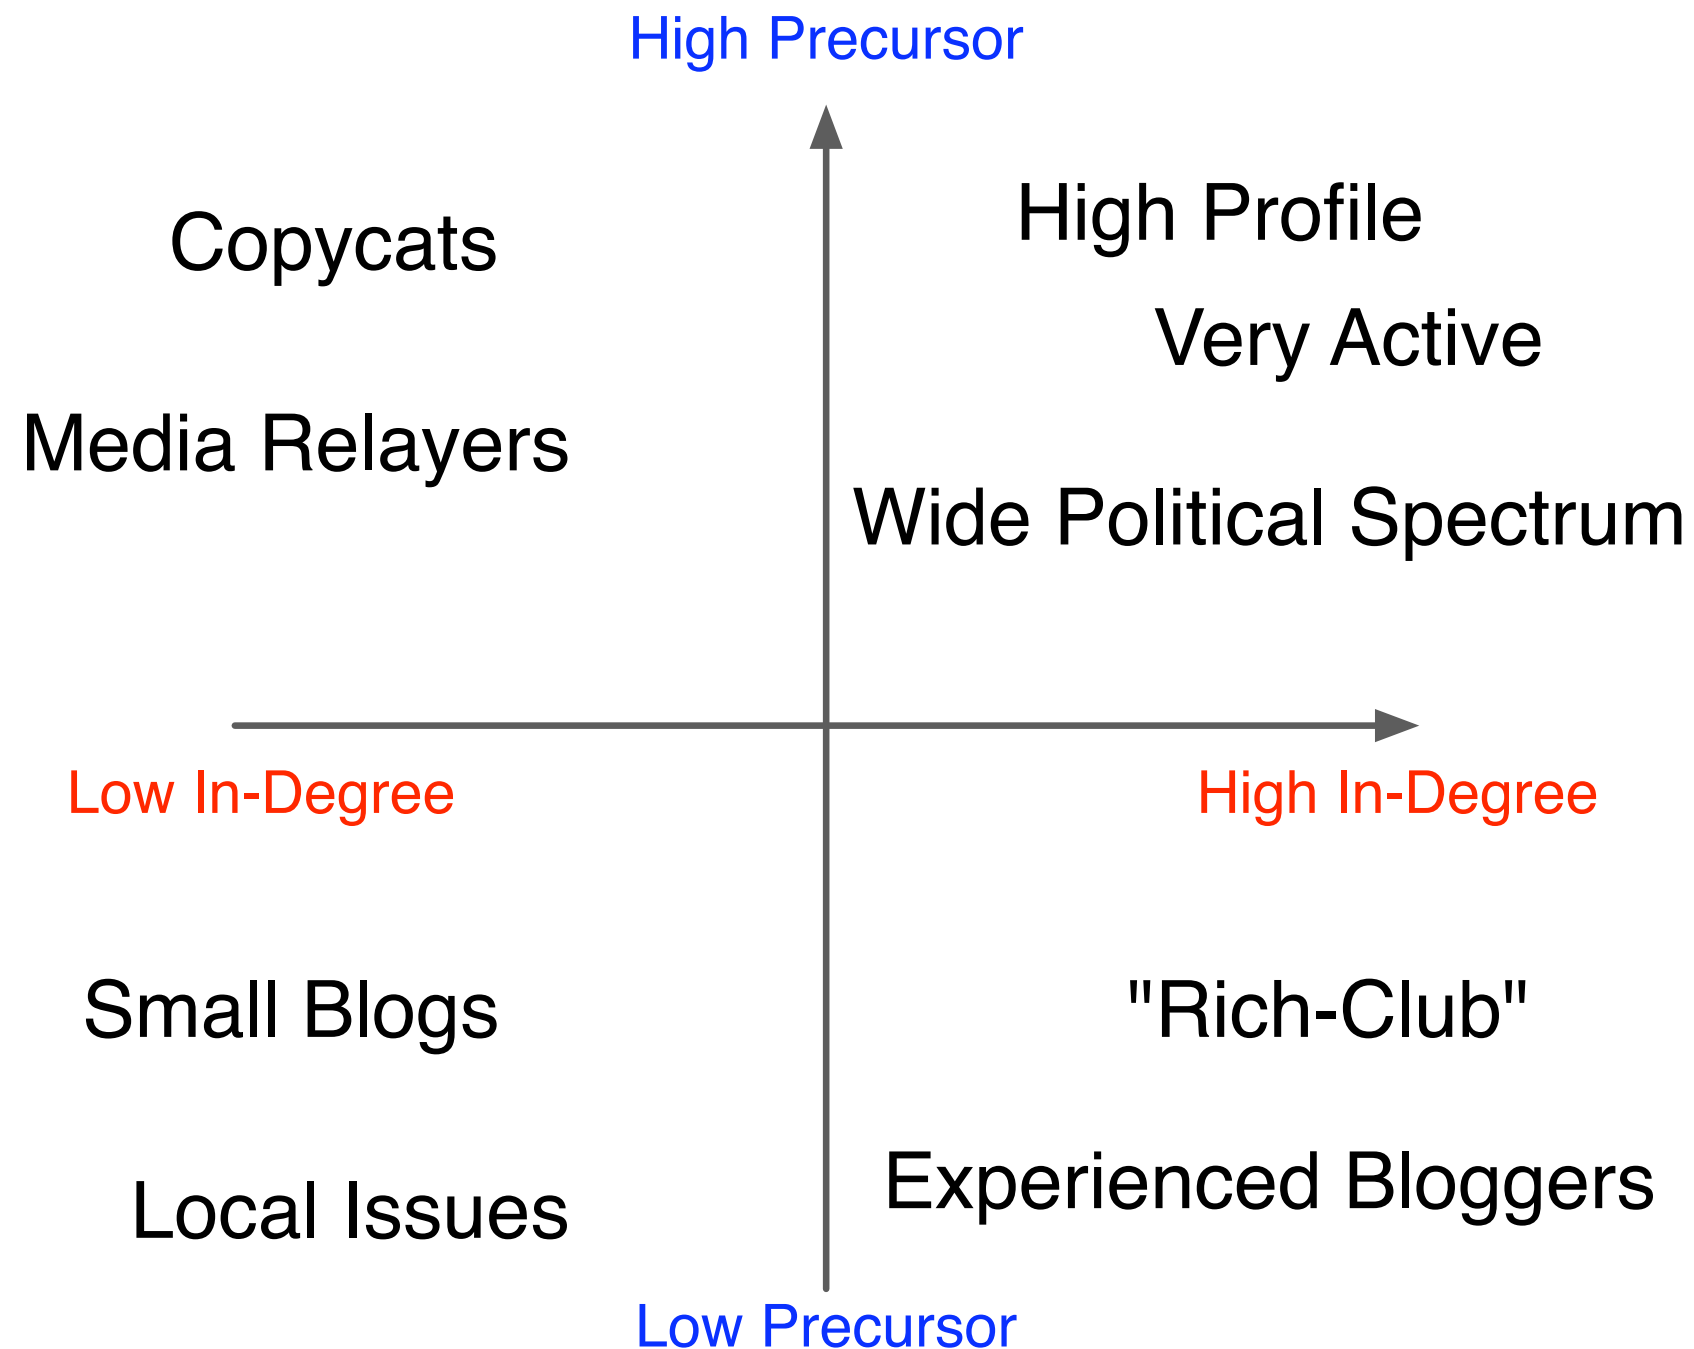 High Precursor
Copycats
High Profile
Very Active
Media Relayers
Wide Political Spectrum
Low In-Degree
High In-Degree
Small Blogs
"Rich-Club"
Experienced Bloggers
Local Issues
Low Precursor